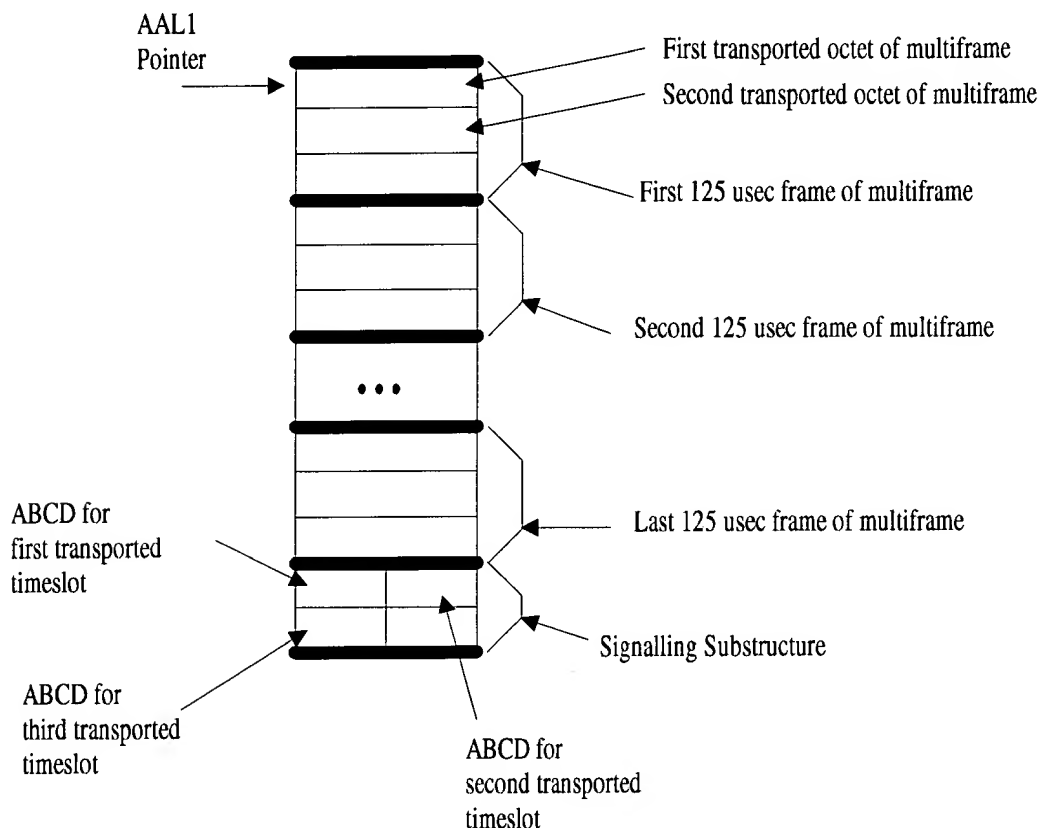 AAL1
Pointer
First transported octet of multiframe
Second transported octet of multiframe
First 125 usec frame of multiframe
Second 125 usec frame of multiframe
Last 125 usec frame of multiframe
ABCD for
first transported
timeslot
Signalling Substructure
ABCD for
third transported
timeslot
ABCD for
second transported
timeslot